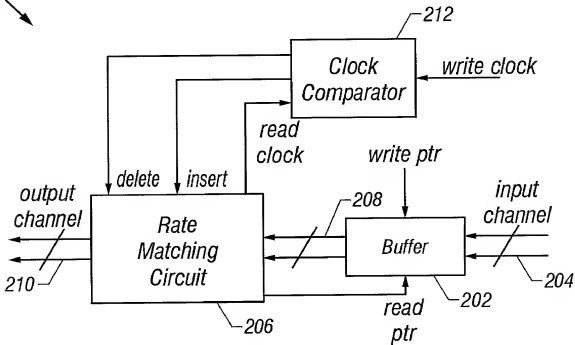 212
Clock
Comparator
write clock
read
clock
write ptr
delete
insert
output
channel
208
input
channel
Rate
Matching
Circuit
Buffer
210
206
read
ptr
202
204